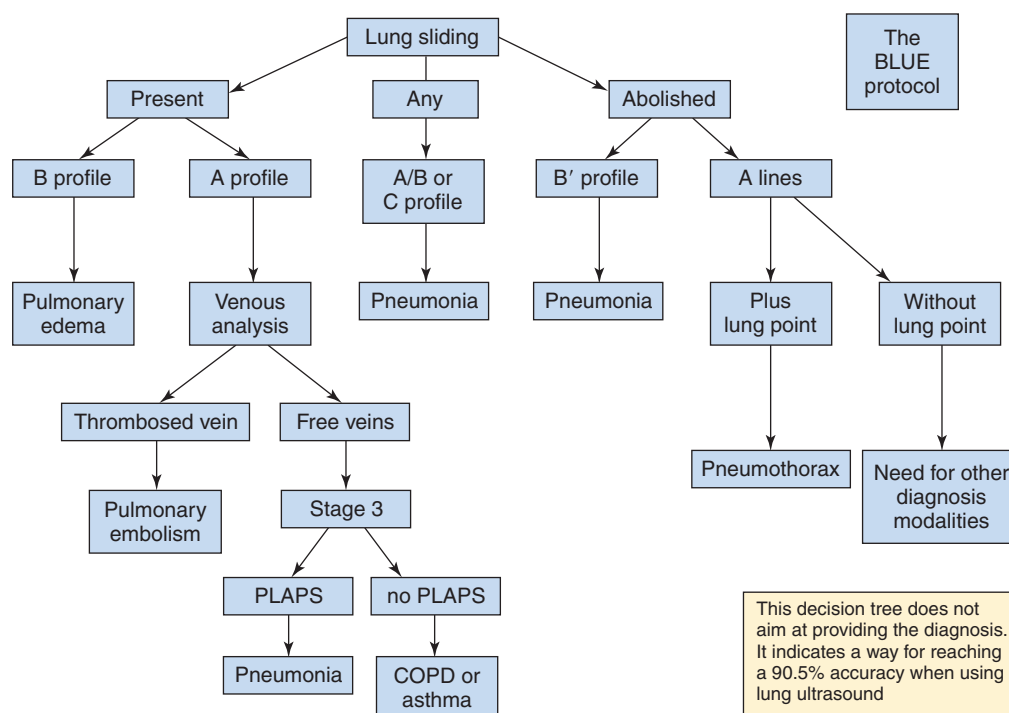 Lung sliding
The
BLUE
protocol
Present
Any
Abolished
B profile
A profile
A/B or
C profile
B′ profile
A lines
Pulmonary
edema
Venous
analysis
Pneumonia
Pneumonia
Plus
lung point
Without
lung point
Thrombosed vein
Free veins
Pneumothorax
Need for other
diagnosis
modalities
Pulmonary
embolism
Stage 3
PLAPS
no PLAPS
Pneumonia
COPD or
asthma
This decision tree does not
aim at providing the diagnosis.
It indicates a way for reaching
a 90.5% accuracy when using
lung ultrasound